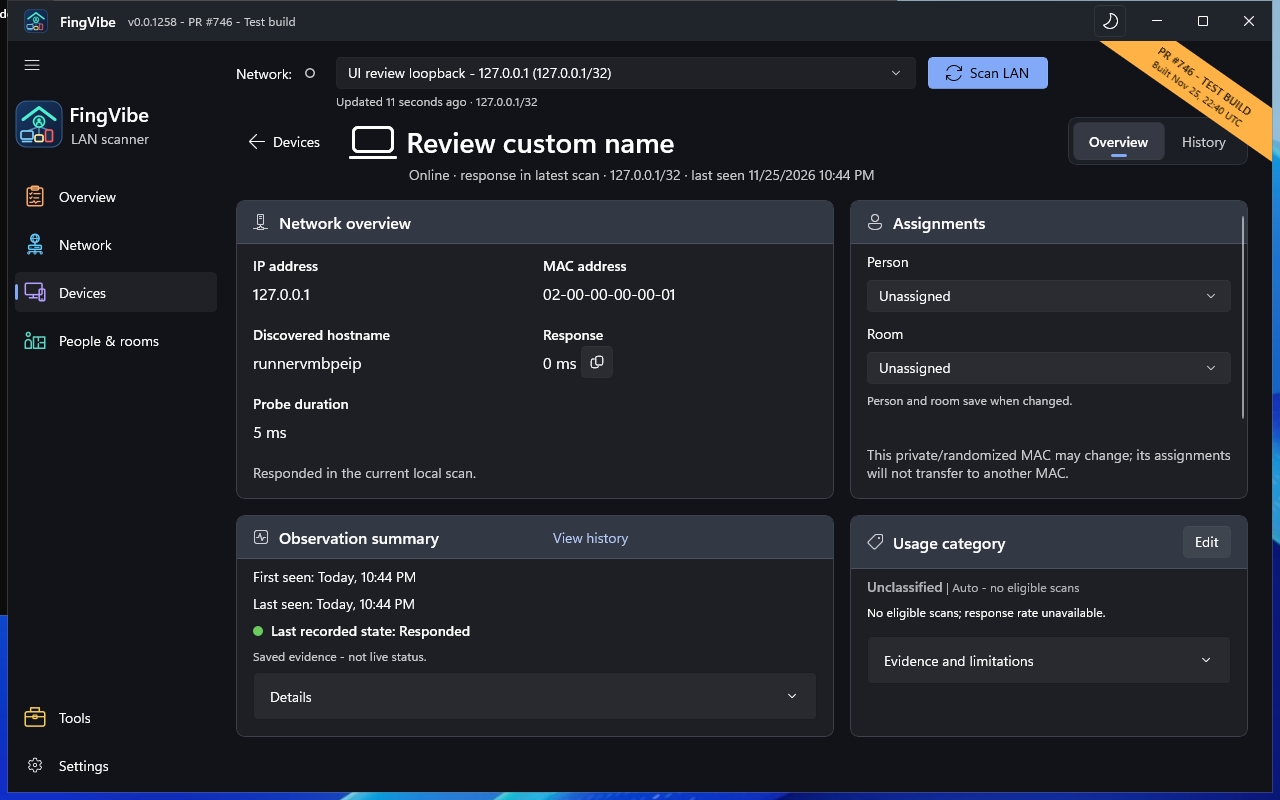 FingVibe v0.0.1258 - PR #746 - Test build
PR #746 - TEST BUILD
Built Nov 25, 22:40 UTC
Network: UI review loopback - 127.0.0.1 (127.0.0.1/32) Scan LAN
Updated 11 seconds ago · 127.0.0.1/32
FingVibe
LAN scanner
Overview
Network
Devices
People & rooms
Tools
Settings
Devices
Review custom name
Online · response in latest scan · 127.0.0.1/32 · last seen 11/25/2026 10:44 PM
Overview History
Network overview
IP address
127.0.0.1
MAC address
02-00-00-00-00-01
Discovered hostname
runnervmbpeip
Response
0 ms
Probe duration
5 ms
Responded in the current local scan.
Assignments
Person
Unassigned
Room
Unassigned
Person and room save when changed.
This private/randomized MAC may change; its assignments
will not transfer to another MAC.
Observation summary View history
First seen: Today, 10:44 PM
Last seen: Today, 10:44 PM
Last recorded state: Responded
Saved evidence - not live status.
Details
Usage category Edit
Unclassified | Auto - no eligible scans
No eligible scans; response rate unavailable.
Evidence and limitations